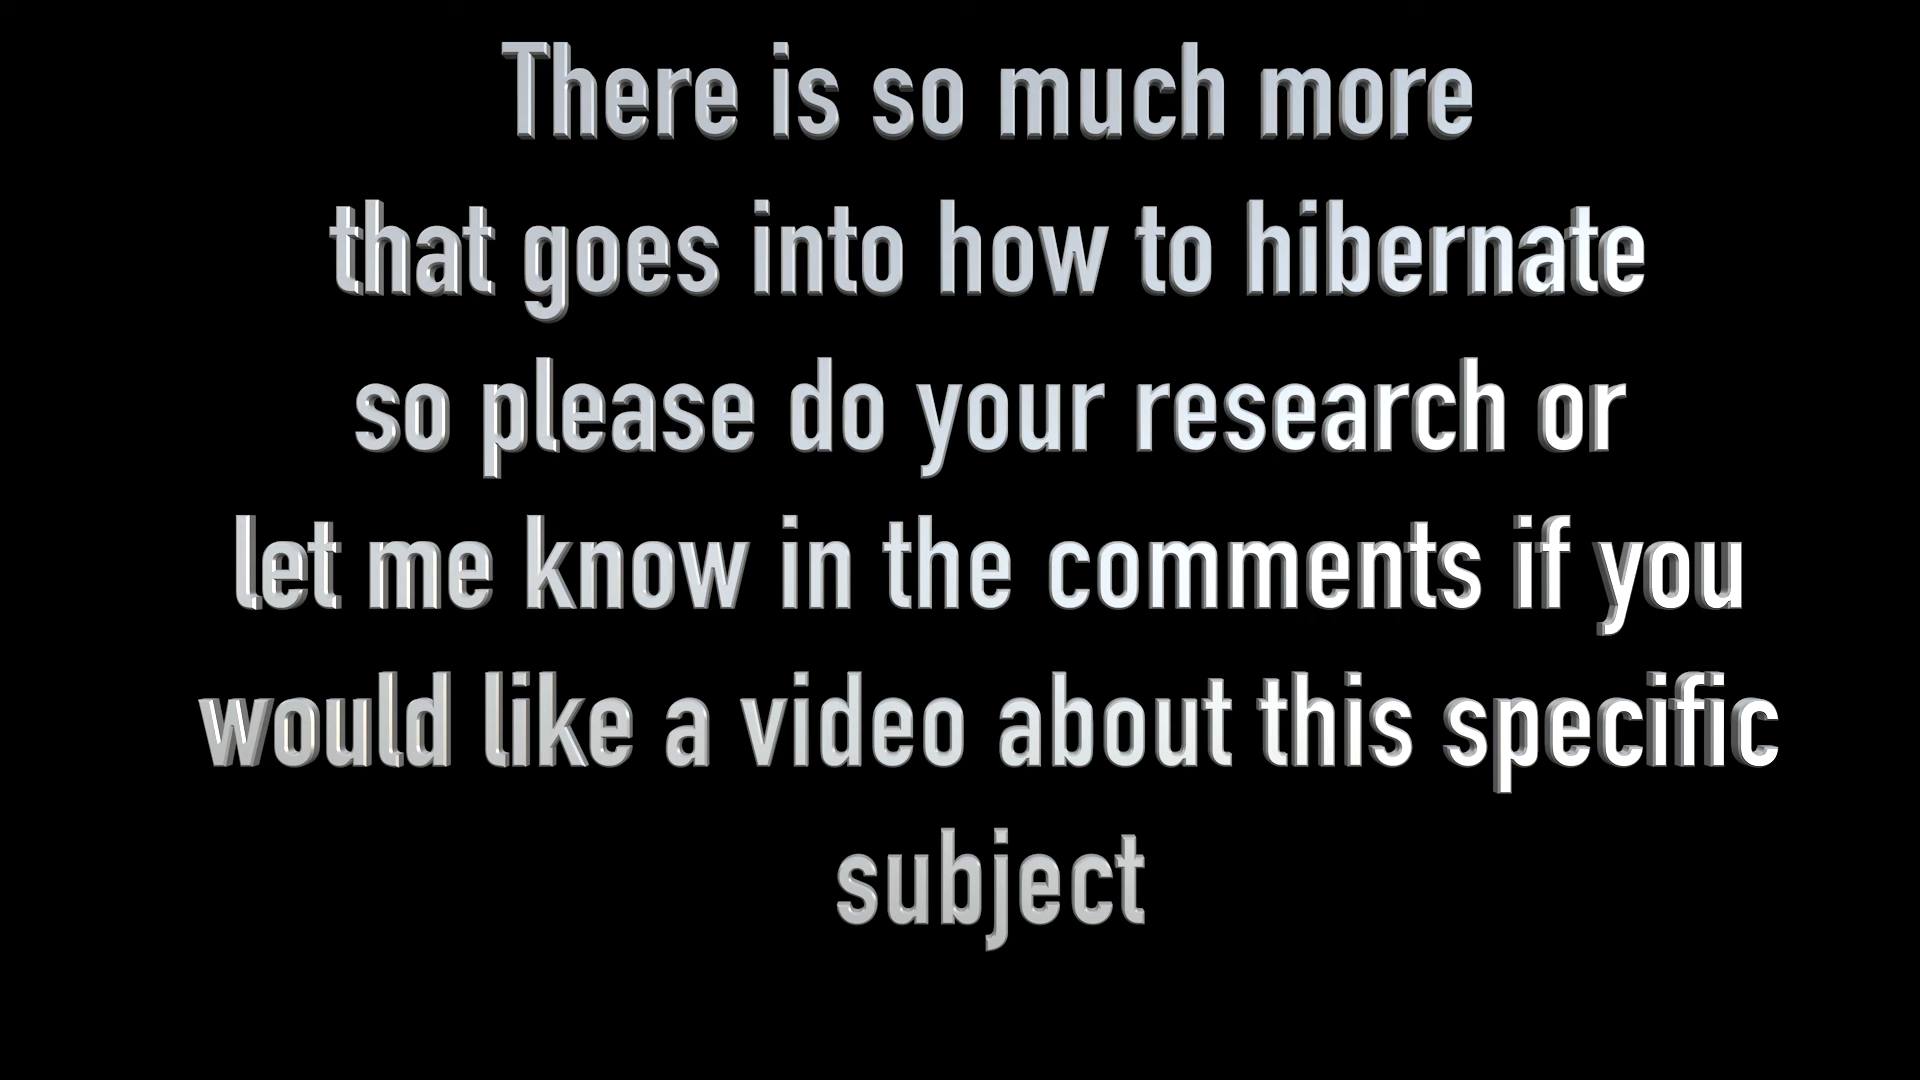 There is so much more
that goes into how to hibernate
so please do your research or
let me know in the comments if you
would like a video about this specific
subject